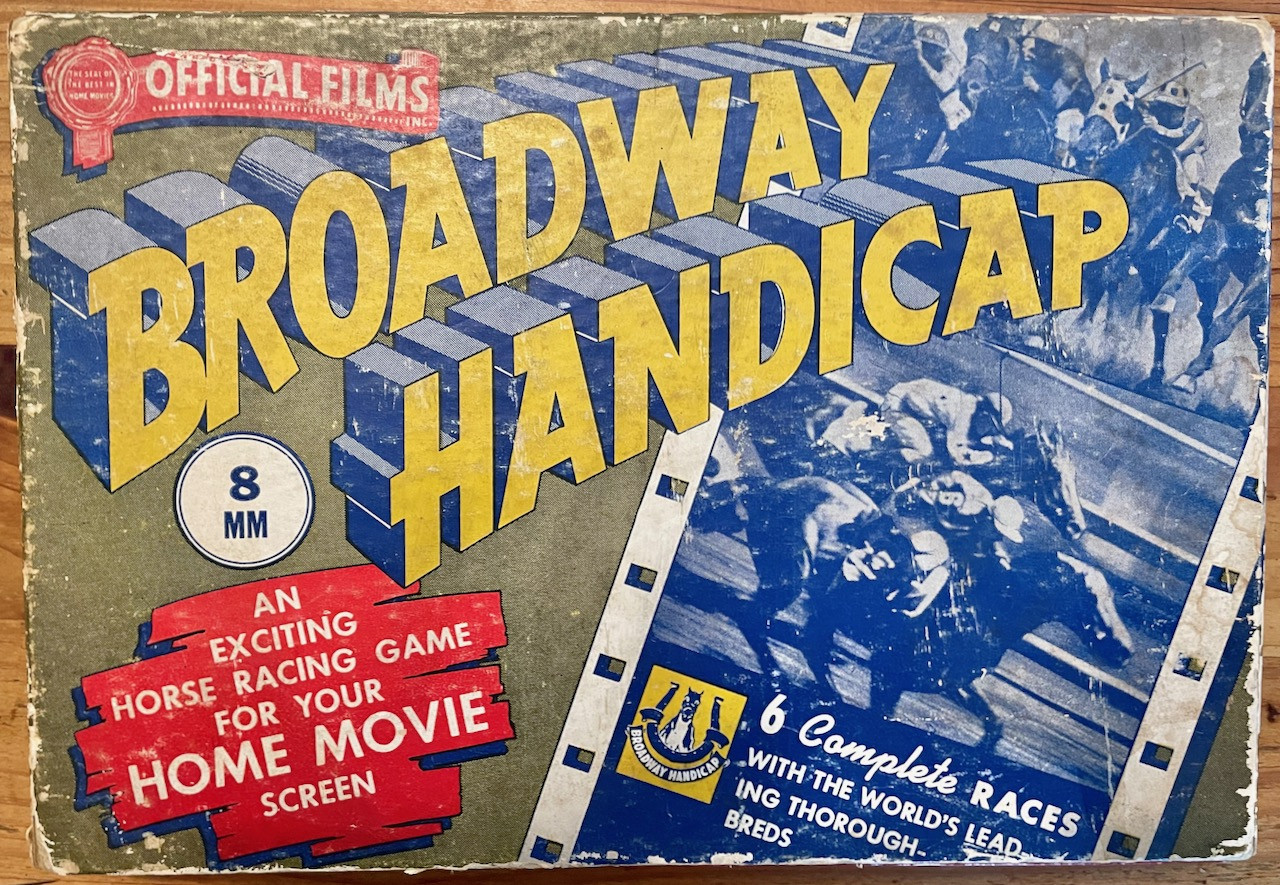 THE SEAL OF
THE BEST IN
HOME MOVIES
OFFICIAL FILMS
INC.
BROADWAY
HANDICAP
8
MM
AN
EXCITING
HORSE RACING GAME
FOR YOUR
HOME MOVIE
SCREEN
BROADWAY HANDICAP
6 Complete RACES
WITH THE WORLD'S LEAD-
ING THOROUGH-
BREDS